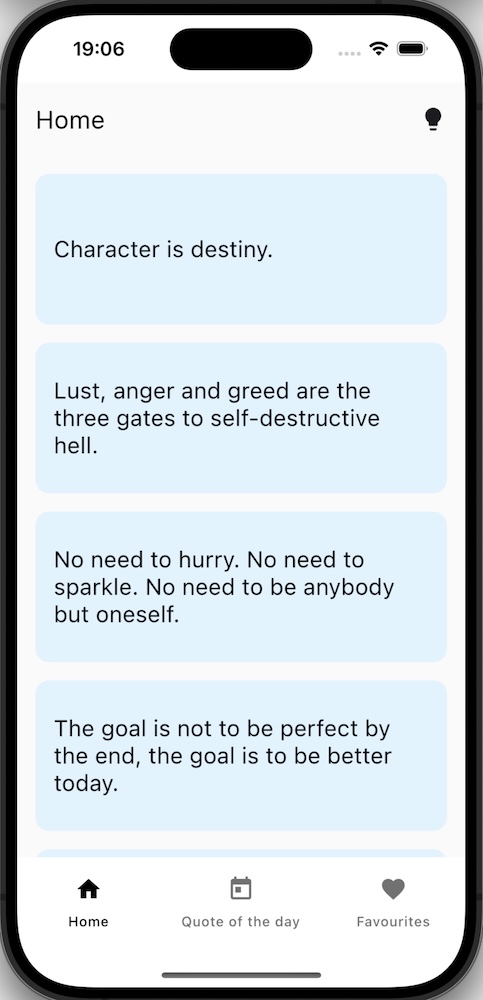 19:06
Home
Character is destiny.
Lust, anger and greed are the
three gates to self-destructive
hell.
No need to hurry. No need to
sparkle. No need to be anybody
but oneself.
The goal is not to be perfect by
the end, the goal is to be better
today.
Home
Quote of the day
Favourites